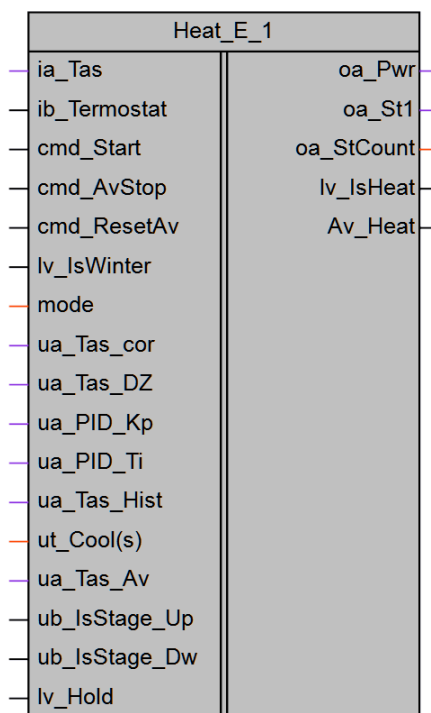 Heat_E_1
ia_Tas oa_Pwr
ib_Termostat oa_St1
cmd_Start oa_StCount
cmd_AvStop lv_IsHeat
cmd_ResetAv Av_Heat
lv_IsWinter
mode
ua_Tas_cor
ua_Tas_DZ
ua_PID_Kp
ua_PID_Ti
ua_Tas_Hist
ut_Cool(s)
ua_Tas_Av
ub_IsStage_Up
ub_IsStage_Dw
lv_Hold